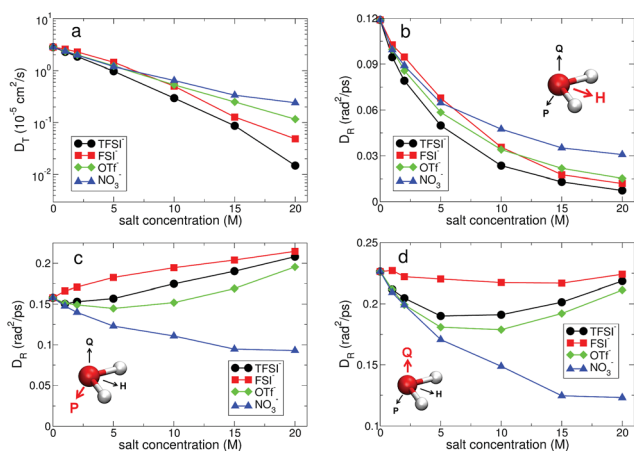 a
D_T (10^-5 cm^2/s)
10^1
10^0
10^-1
10^-2
TFSI^-
FSI^-
OTf^-
NO_3^-
0 5 10 15 20
salt concentration (M)
b
D_R (rad^2/ps)
0.12
0.09
0.06
0.03
0
Q
P
H
TFSI^-
FSI^-
OTf^-
NO_3^-
0 5 10 15 20
salt concentration (M)
c
D_R (rad^2/ps)
0.2
0.15
0.1
0.05
0
Q
P
H
TFSI^-
FSI^-
OTf^-
NO_3^-
0 5 10 15 20
salt concentration (M)
d
D_R (rad^2/ps)
0.25
0.2
0.15
0.1
Q
P
H
TFSI^-
FSI^-
OTf^-
NO_3^-
0 5 10 15 20
salt concentration (M)